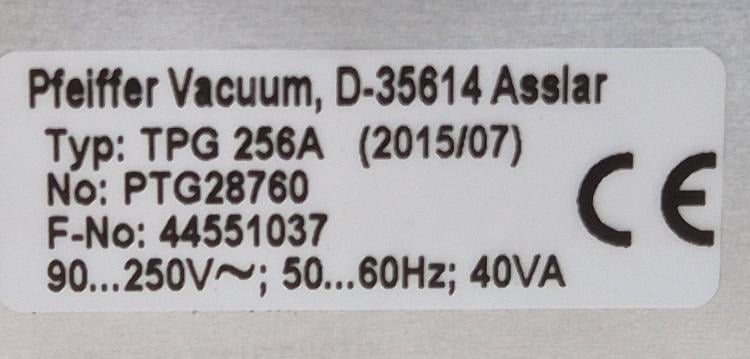 Pfeiffer Vacuum, D-35614 Asslar
Typ: TPG 256A (2015/07)
No: PTG28760
F-No: 44551037
90...250V~; 50...60Hz; 40VA
CE